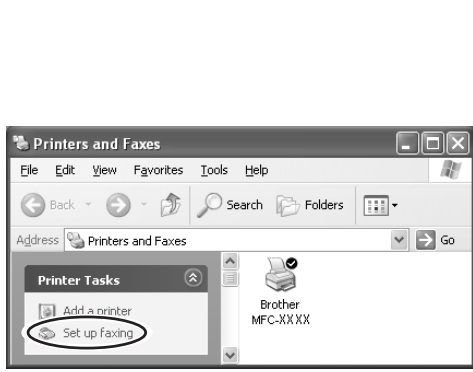 Printers and Faxes
File Edit View Favorites Tools Help
Back Search Folders
Address Printers and Faxes Go
Printer Tasks
Add a printer
Set up faxing
Brother
MFC-XXXX